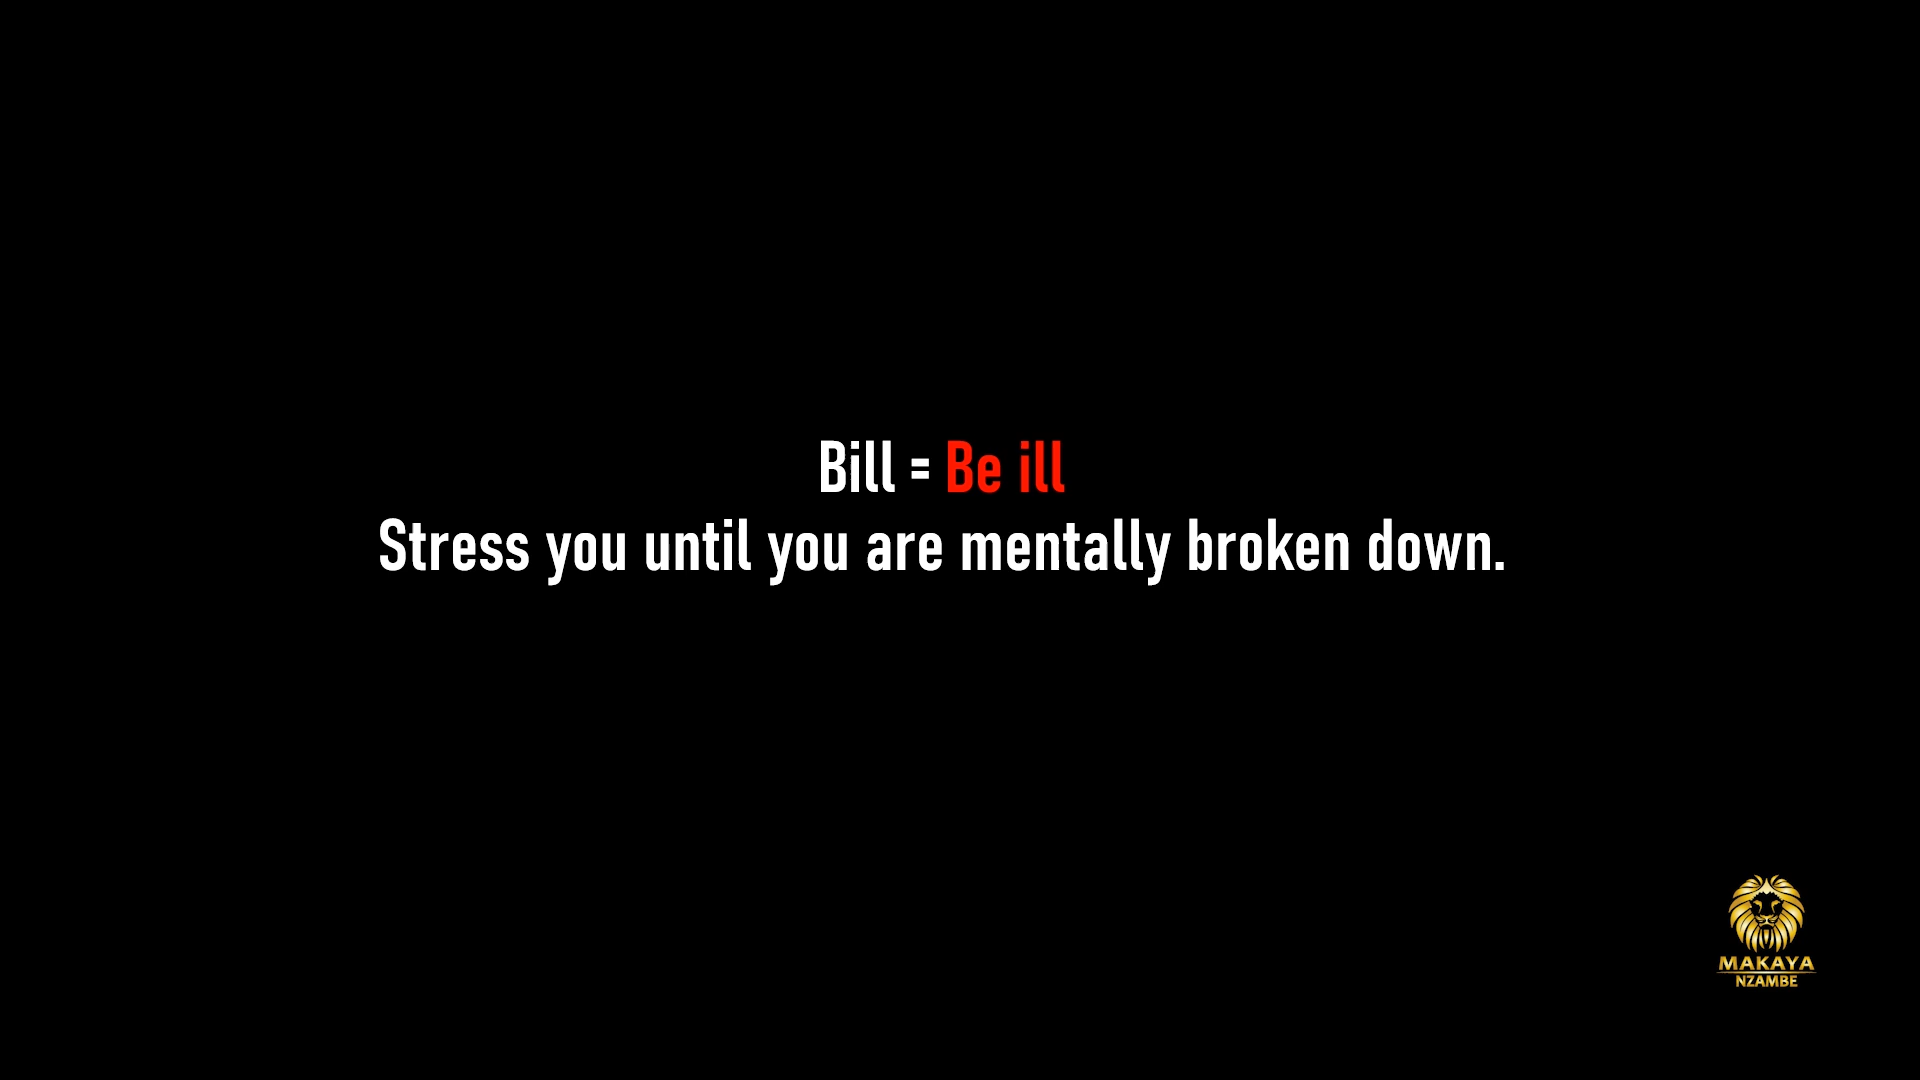 Bill = Be ill
Stress you until you are mentally broken down.
MAKAYA
NZAMBE